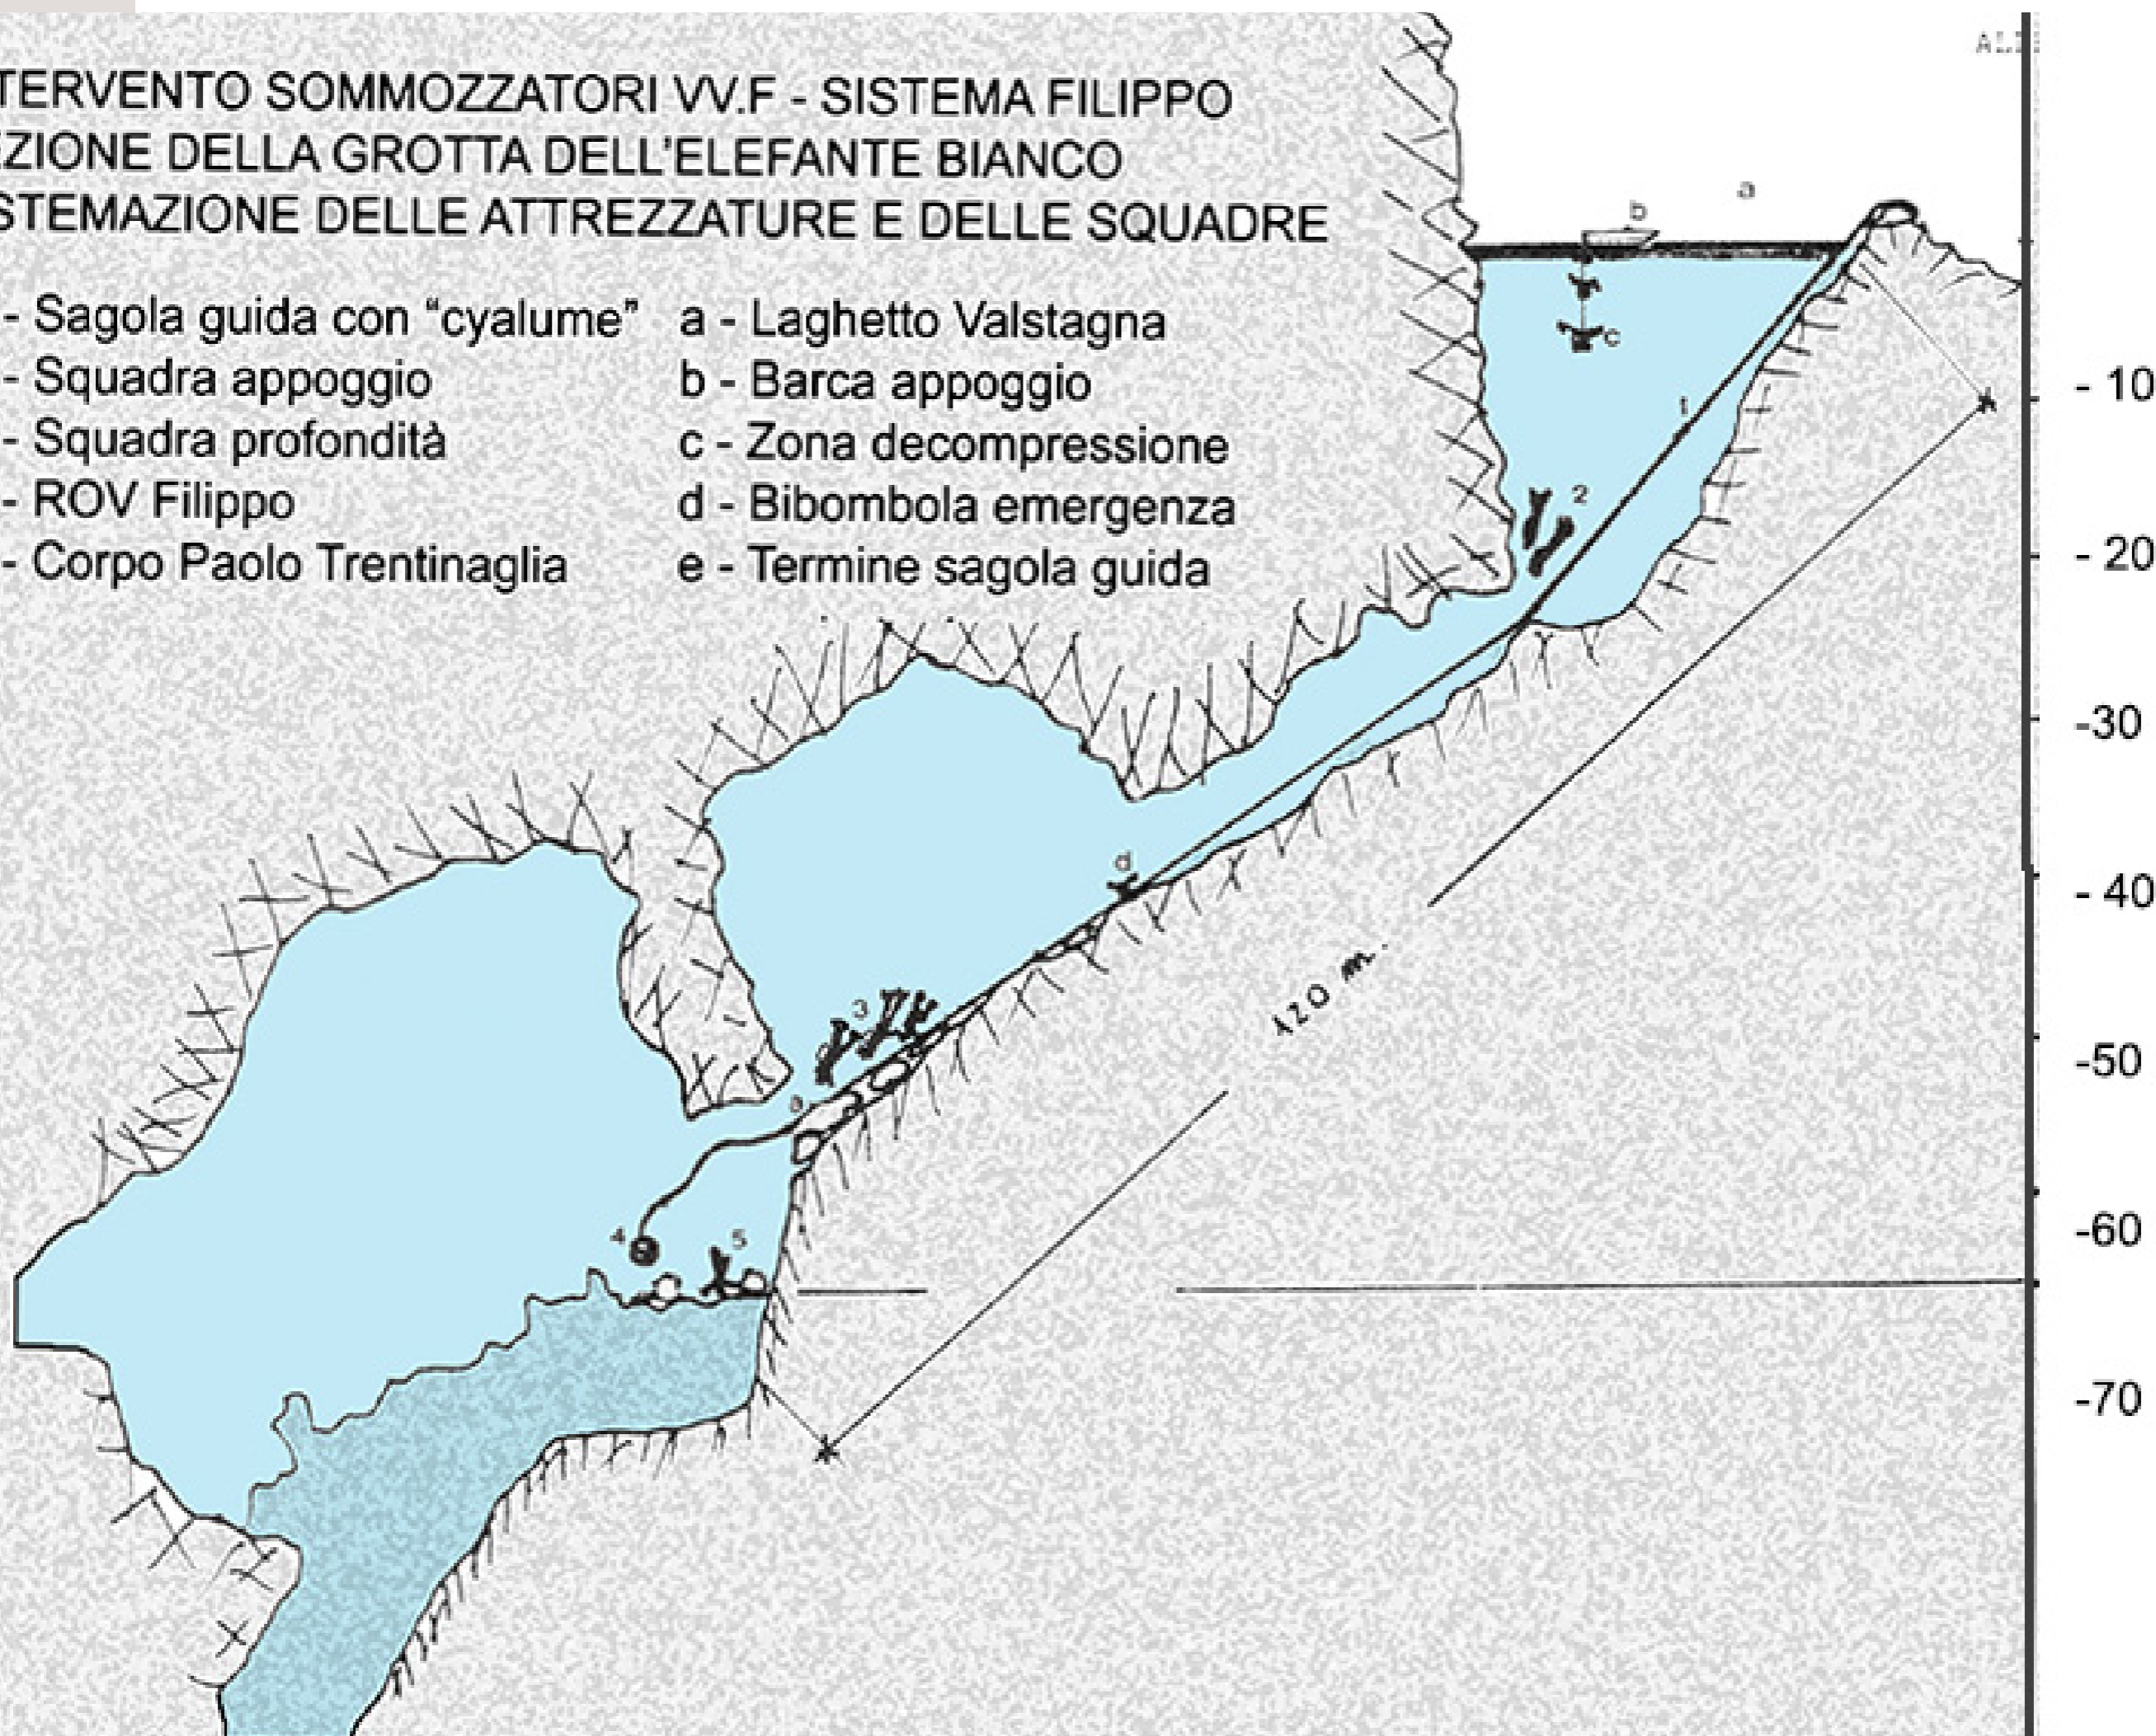 TERVENTO SOMMOZZATORI VV.F - SISTEMA FILIPPO
ZIONE DELLA GROTTA DELL'ELEFANTE BIANCO
STEMAZIONE DELLE ATTREZZATURE E DELLE SQUADRE
- Sagola guida con “cyalume”
- Squadra appoggio
- Squadra profondità
- ROV Filippo
- Corpo Paolo Trentinaglia
a - Laghetto Valstagna
b - Barca appoggio
c - Zona decompressione
d - Bibombola emergenza
e - Termine sagola guida
a
b
c
1
2
d
3
e
4
5
120 m.
- 10
- 20
-30
- 40
-50
-60
-70